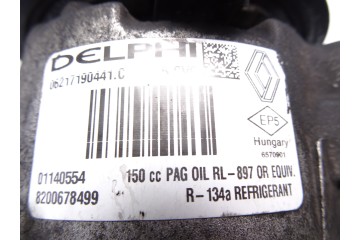 DELPHI
06217190441.C
EP5
Hungary
6570901
01140554
150 cc PAG OIL RL-897 OR EQUIV.
8200678499
R-134a REFRIGERANT